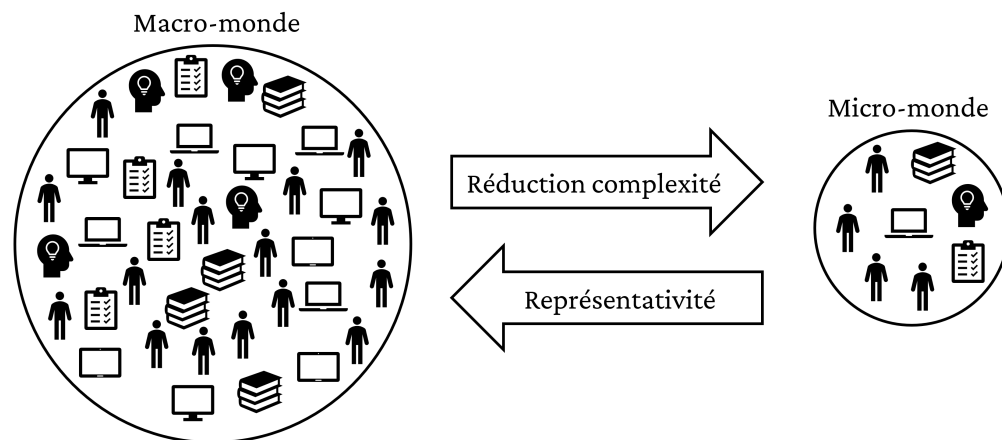 Macro-monde
Micro-monde
Réduction complexité
Représentativité